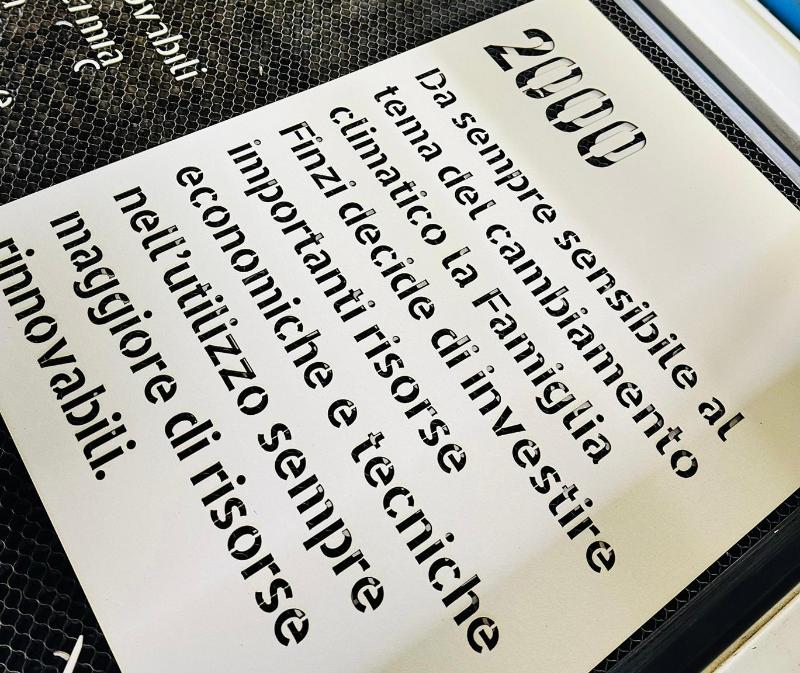 2000
Da sempre sensibile al
tema del cambiamento
climatico la Famiglia
Finzi decide di investire
importanti risorse
economiche e tecniche
nell'utilizzo sempre
maggiore di risorse
rinnovabili.